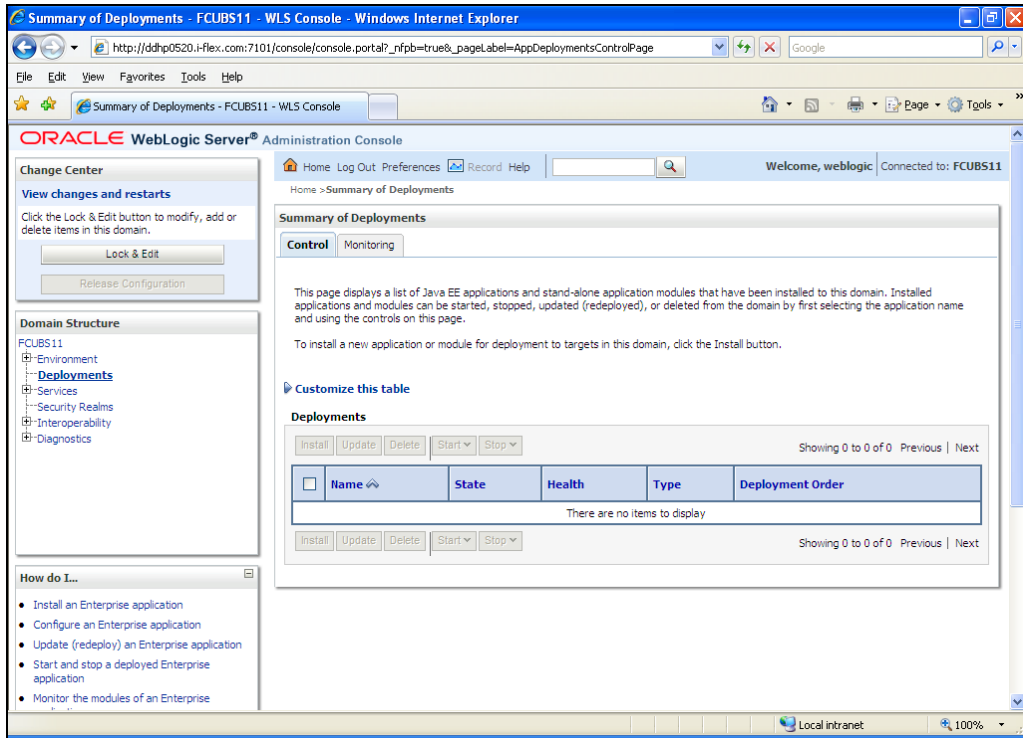 Summary of Deployments - FCUBS11 - WLS Console - Windows Internet Explorer
http://ddhp0520.i-flex.com:7101/console/console.portal?_nfpb=true&_pageLabel=AppDeploymentsControlPage
Google
File Edit View Favorites Tools Help
Summary of Deployments - FCUBS11 - WLS Console
Page Tools »
ORACLE WebLogic Server® Administration Console
Change Center
View changes and restarts
Click the Lock & Edit button to modify, add or
delete items in this domain.
Lock & Edit
Release Configuration
Domain Structure
FCUBS11
Environment
Deployments
Services
Security Realms
Interoperability
Diagnostics
How do I...
Install an Enterprise application
Configure an Enterprise application
Update (redeploy) an Enterprise application
Start and stop a deployed Enterprise
application
Monitor the modules of an Enterprise
Home Log Out Preferences Record Help
Welcome, weblogic Connected to: FCUBS11
Home >Summary of Deployments
Summary of Deployments
Control Monitoring
This page displays a list of Java EE applications and stand-alone application modules that have been installed to this domain. Installed
applications and modules can be started, stopped, updated (redeployed), or deleted from the domain by first selecting the application name
and using the controls on this page.
To install a new application or module for deployment to targets in this domain, click the Install button.
Customize this table
Deployments
Install Update Delete Start Stop Showing 0 to 0 of 0 Previous | Next
Name State Health Type Deployment Order
There are no items to display
Install Update Delete Start Stop Showing 0 to 0 of 0 Previous | Next
Local intranet 100%